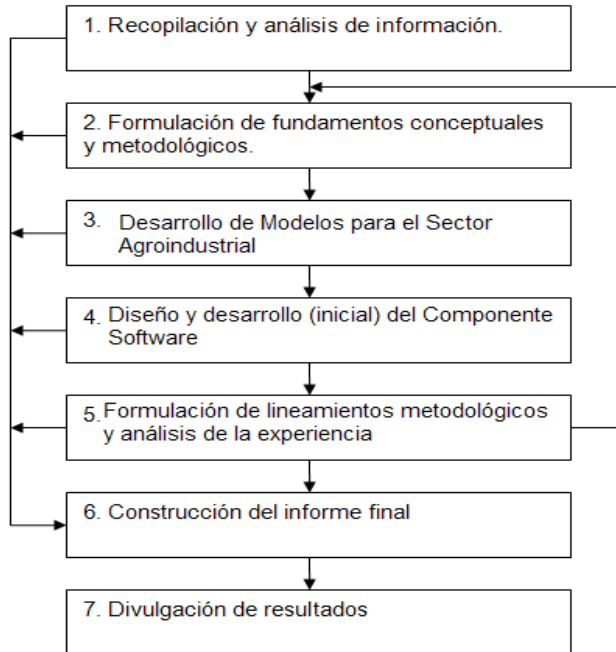 1. Recopilación y análisis de información.
2. Formulación de fundamentos conceptuales
y metodológicos.
3. Desarrollo de Modelos para el Sector
Agroindustrial
4. Diseño y desarrollo (inicial) del Componente
Software
5. Formulación de lineamientos metodológicos
y análisis de la experiencia
6. Construcción del informe final
7. Divulgación de resultados